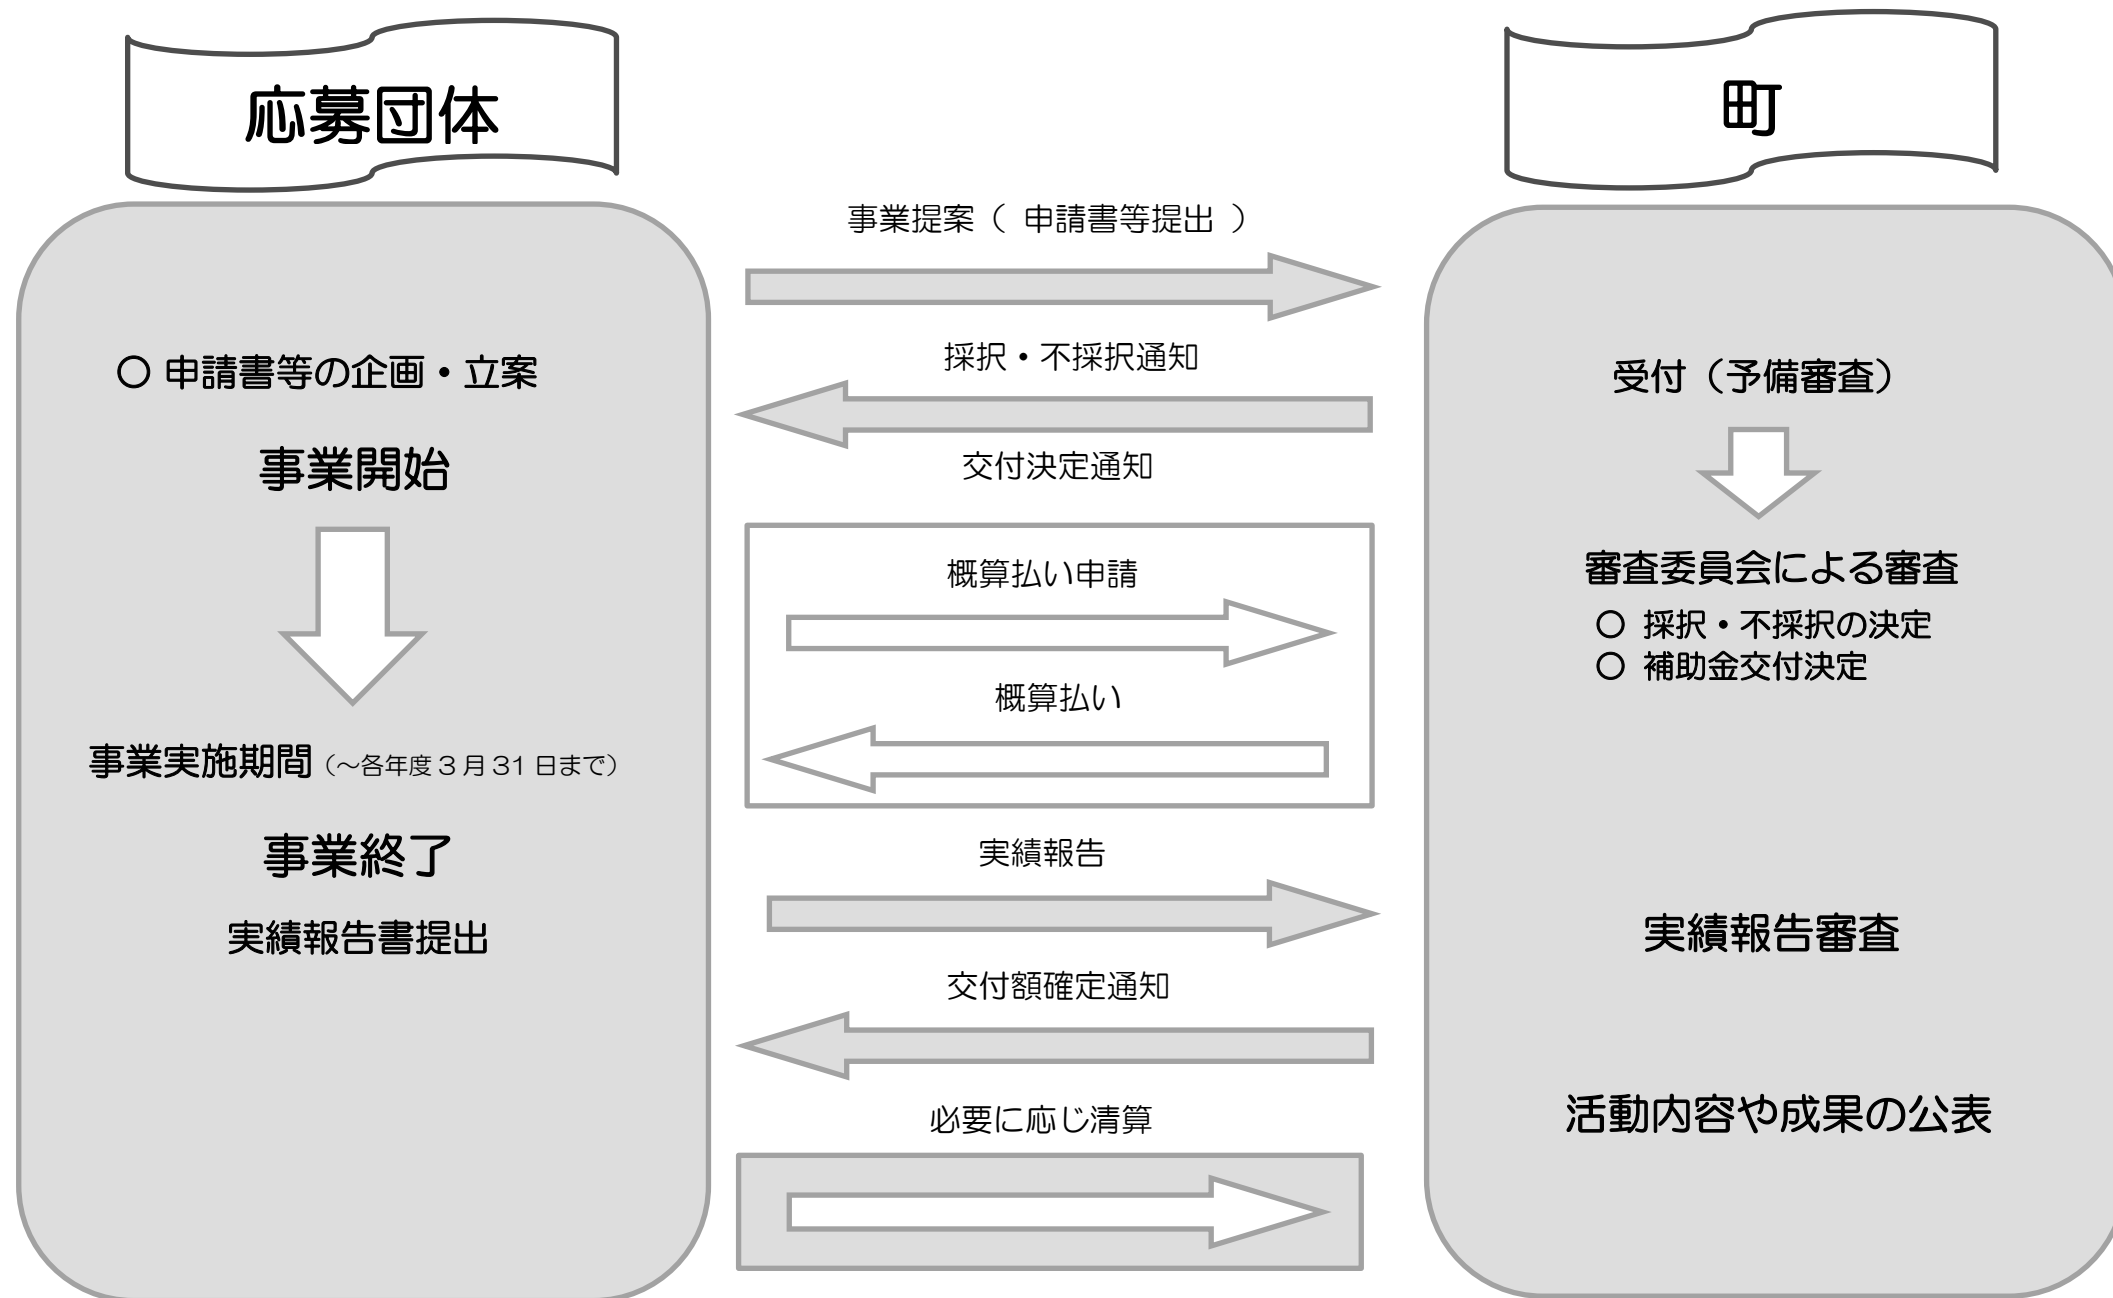 応募団体
○ 申請書等の企画・立案
事業開始
事業実施期間（～各年度３月31日まで）
事業終了
実績報告書提出
事業提案（ 申請書等提出 ）
採択・不採択通知
交付決定通知
概算払い申請
概算払い
実績報告
交付額確定通知
必要に応じ清算
町
受付（予備審査）
審査委員会による審査
○ 採択・不採択の決定
○ 補助金交付決定
実績報告審査
活動内容や成果の公表